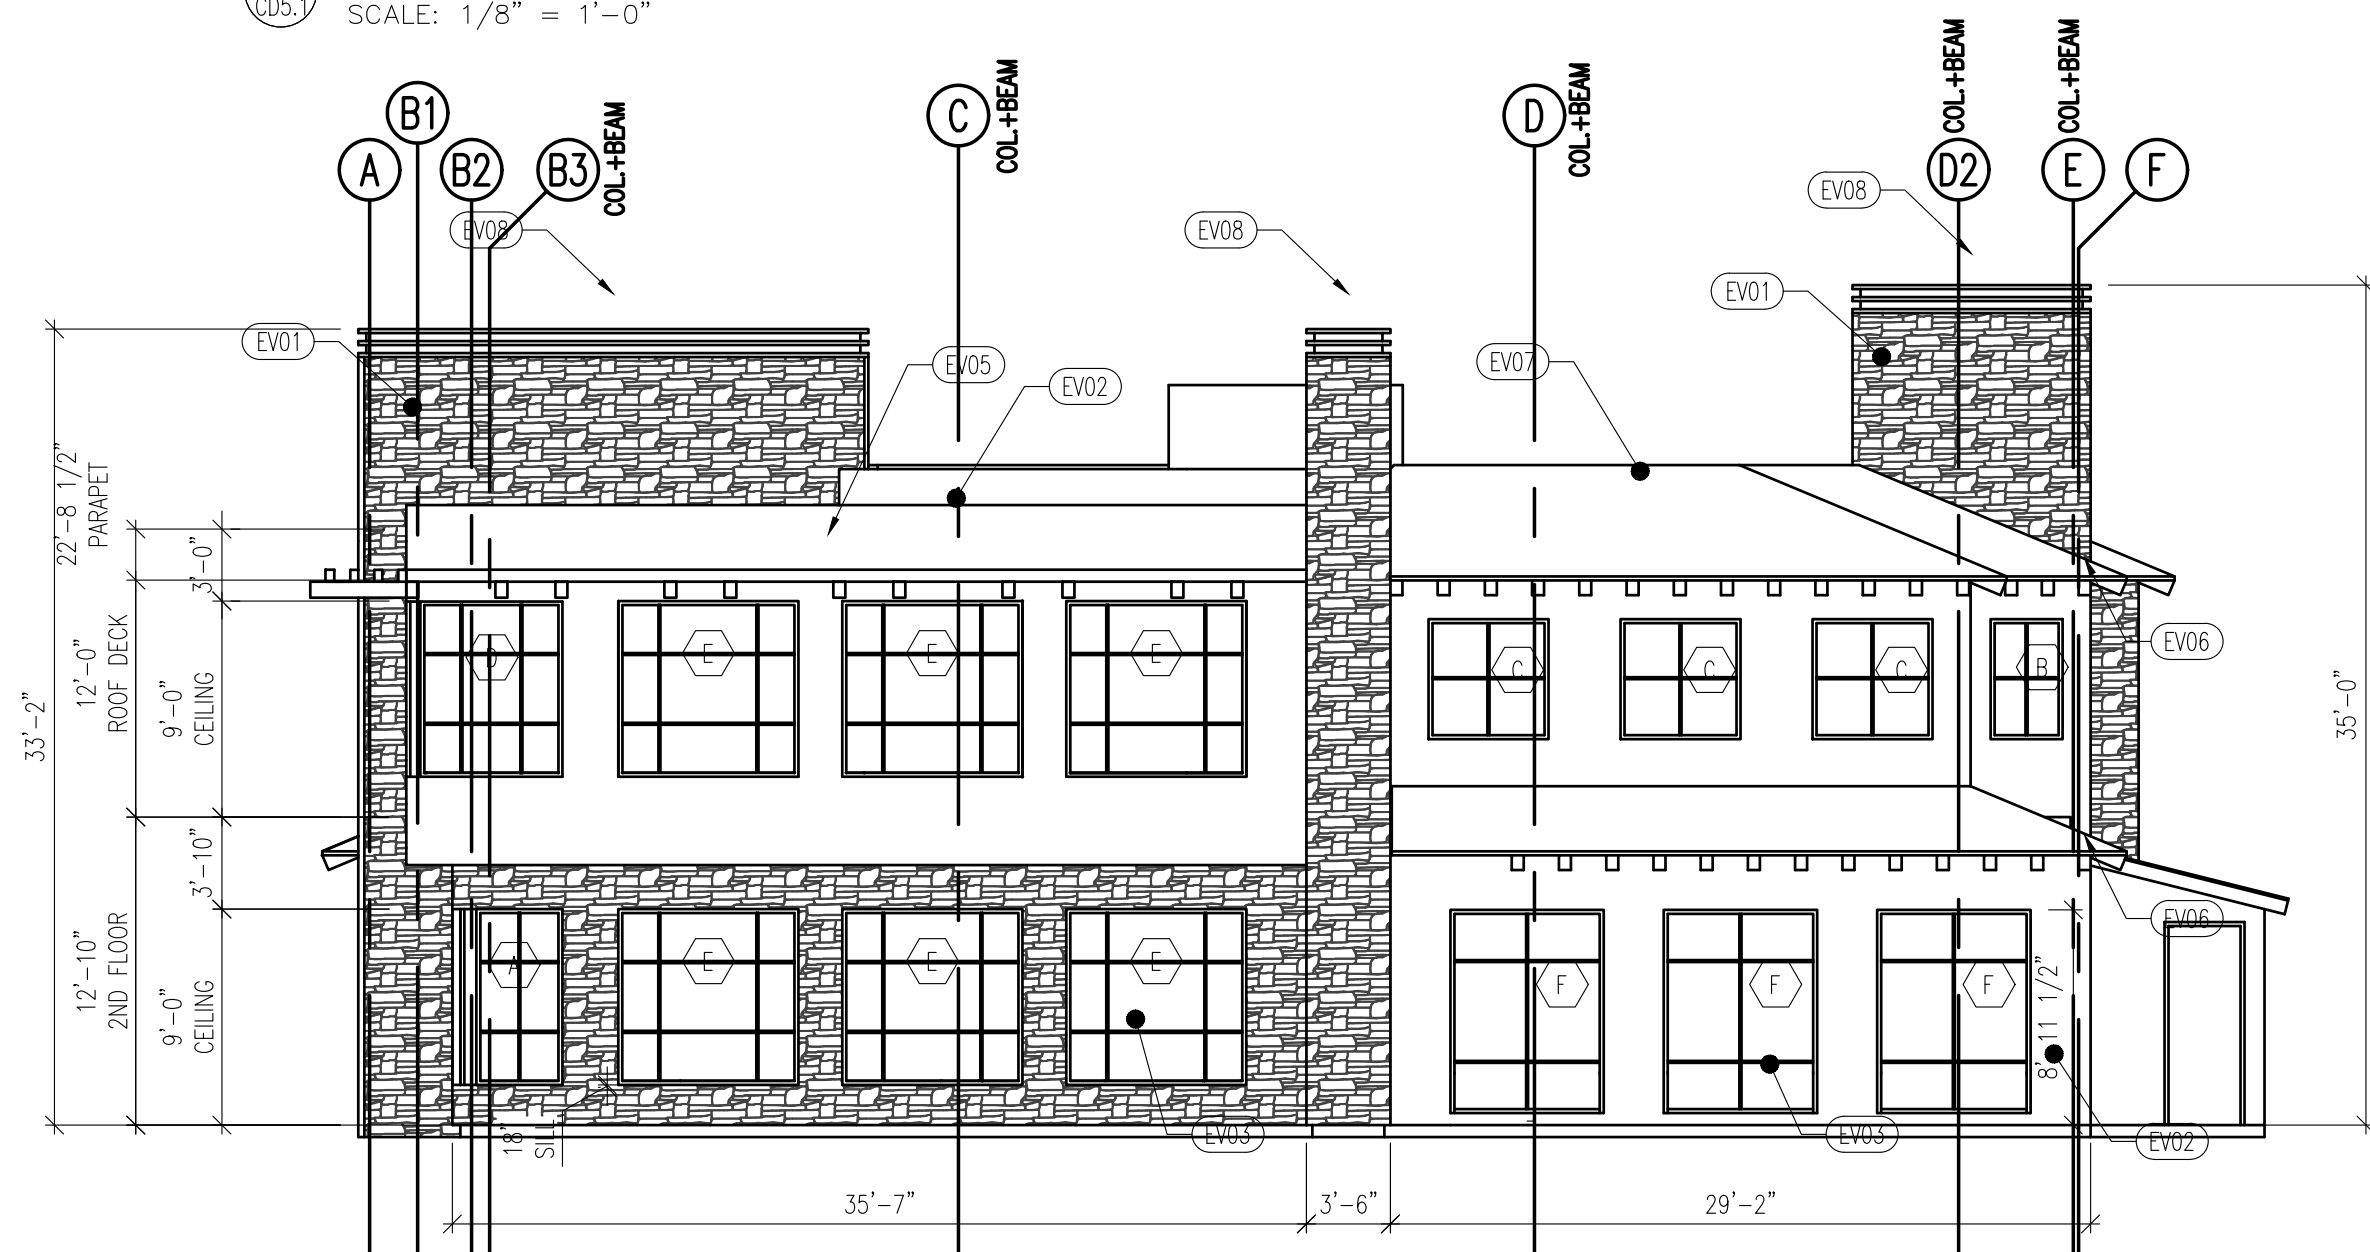 CD5.1
SCALE: 1/8" = 1'-0"
A
B1
B2
B3
COL.+BEAM
C
COL.+BEAM
D
COL.+BEAM
COL.+BEAM
D2
COL.+BEAM
E
F
EV08
EV08
EV08
EV01
EV01
EV05
EV02
EV07
EV06
EV06
EV03
EV03
EV02
33'-2"
22'-8 1/2"
PARAPET
12'-0"
ROOF DECK
12'-10"
2ND FLOOR
3'-0"
9'-0"
CEILING
3'-10"
9'-0"
CEILING
35'-0"
D
E
E
E
C
C
C
B
A
E
E
E
F
F
F
8' 11 1/2"
18"
SILL
35'-7"
3'-6"
29'-2"